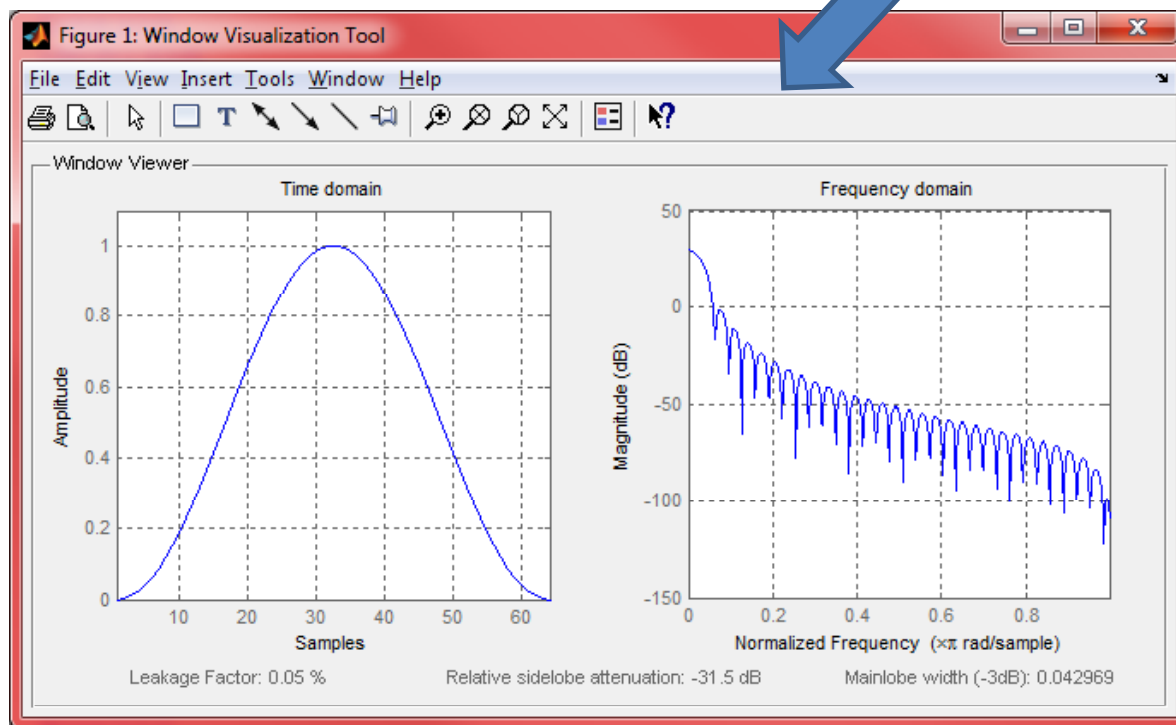 Figure 1: Window Visualization Tool
File Edit View Insert Tools Window Help
T
?
Window Viewer
Time domain
Amplitude
1
0.8
0.6
0.4
0.2
0
10 20 30 40 50 60
Samples
Frequency domain
Magnitude (dB)
50
0
-50
-100
-150
0 0.2 0.4 0.6 0.8
Normalized Frequency (×π rad/sample)
Leakage Factor: 0.05 % Relative sidelobe attenuation: -31.5 dB Mainlobe width (-3dB): 0.042969